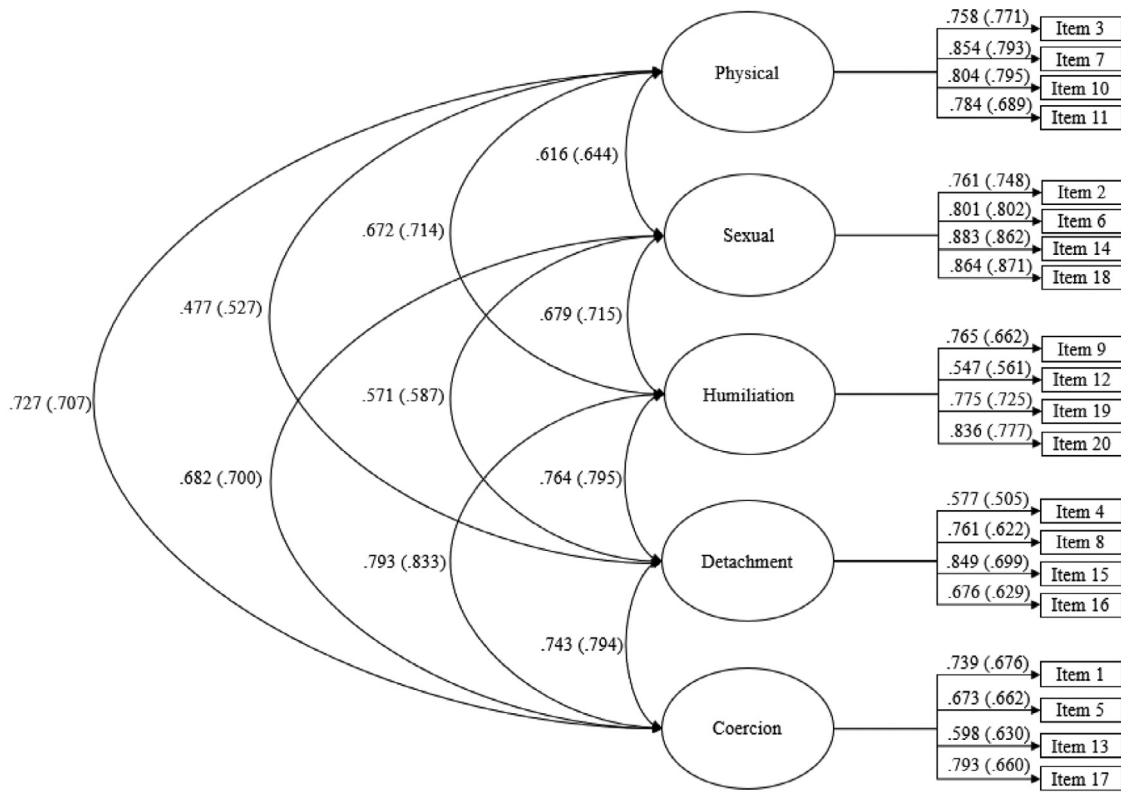 .758 (.771)
Item 3
.854 (.793)
Item 7
Physical
.804 (.795)
Item 10
.784 (.689)
Item 11
.616 (.644)
.761 (.748)
Item 2
.801 (.802)
Item 6
.672 (.714)
Sexual
.883 (.862)
Item 14
.864 (.871)
Item 18
.477 (.527)
.679 (.715)
.765 (.662)
Item 9
.547 (.561)
Item 12
.727 (.707)
.571 (.587)
Humiliation
.775 (.725)
Item 19
.836 (.777)
Item 20
.682 (.700)
.764 (.795)
.577 (.505)
Item 4
.761 (.622)
Item 8
.793 (.833)
Detachment
.849 (.699)
Item 15
.676 (.629)
Item 16
.743 (.794)
.739 (.676)
Item 1
.673 (.662)
Item 5
Coercion
.598 (.630)
Item 13
.793 (.660)
Item 17